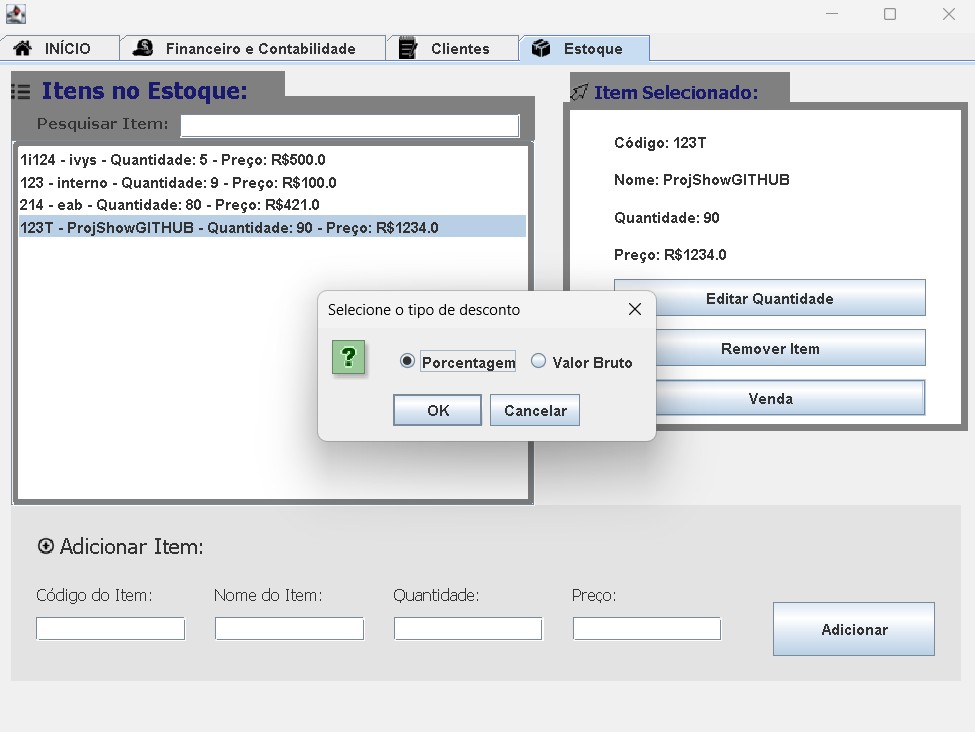 INÍCIO
Financeiro e Contabilidade
Clientes
Estoque
Itens no Estoque:
Pesquisar Item:
1i124 - ivys - Quantidade: 5 - Preço: R$500.0
123 - interno - Quantidade: 9 - Preço: R$100.0
214 - eab - Quantidade: 80 - Preço: R$421.0
123T - ProjShowGITHUB - Quantidade: 90 - Preço: R$1234.0
Item Selecionado:
Código: 123T
Nome: ProjShowGITHUB
Quantidade: 90
Preço: R$1234.0
Editar Quantidade
Remover Item
Venda
Selecione o tipo de desconto
?
Porcentagem
Valor Bruto
OK
Cancelar
Adicionar Item:
Código do Item:
Nome do Item:
Quantidade:
Preço:
Adicionar